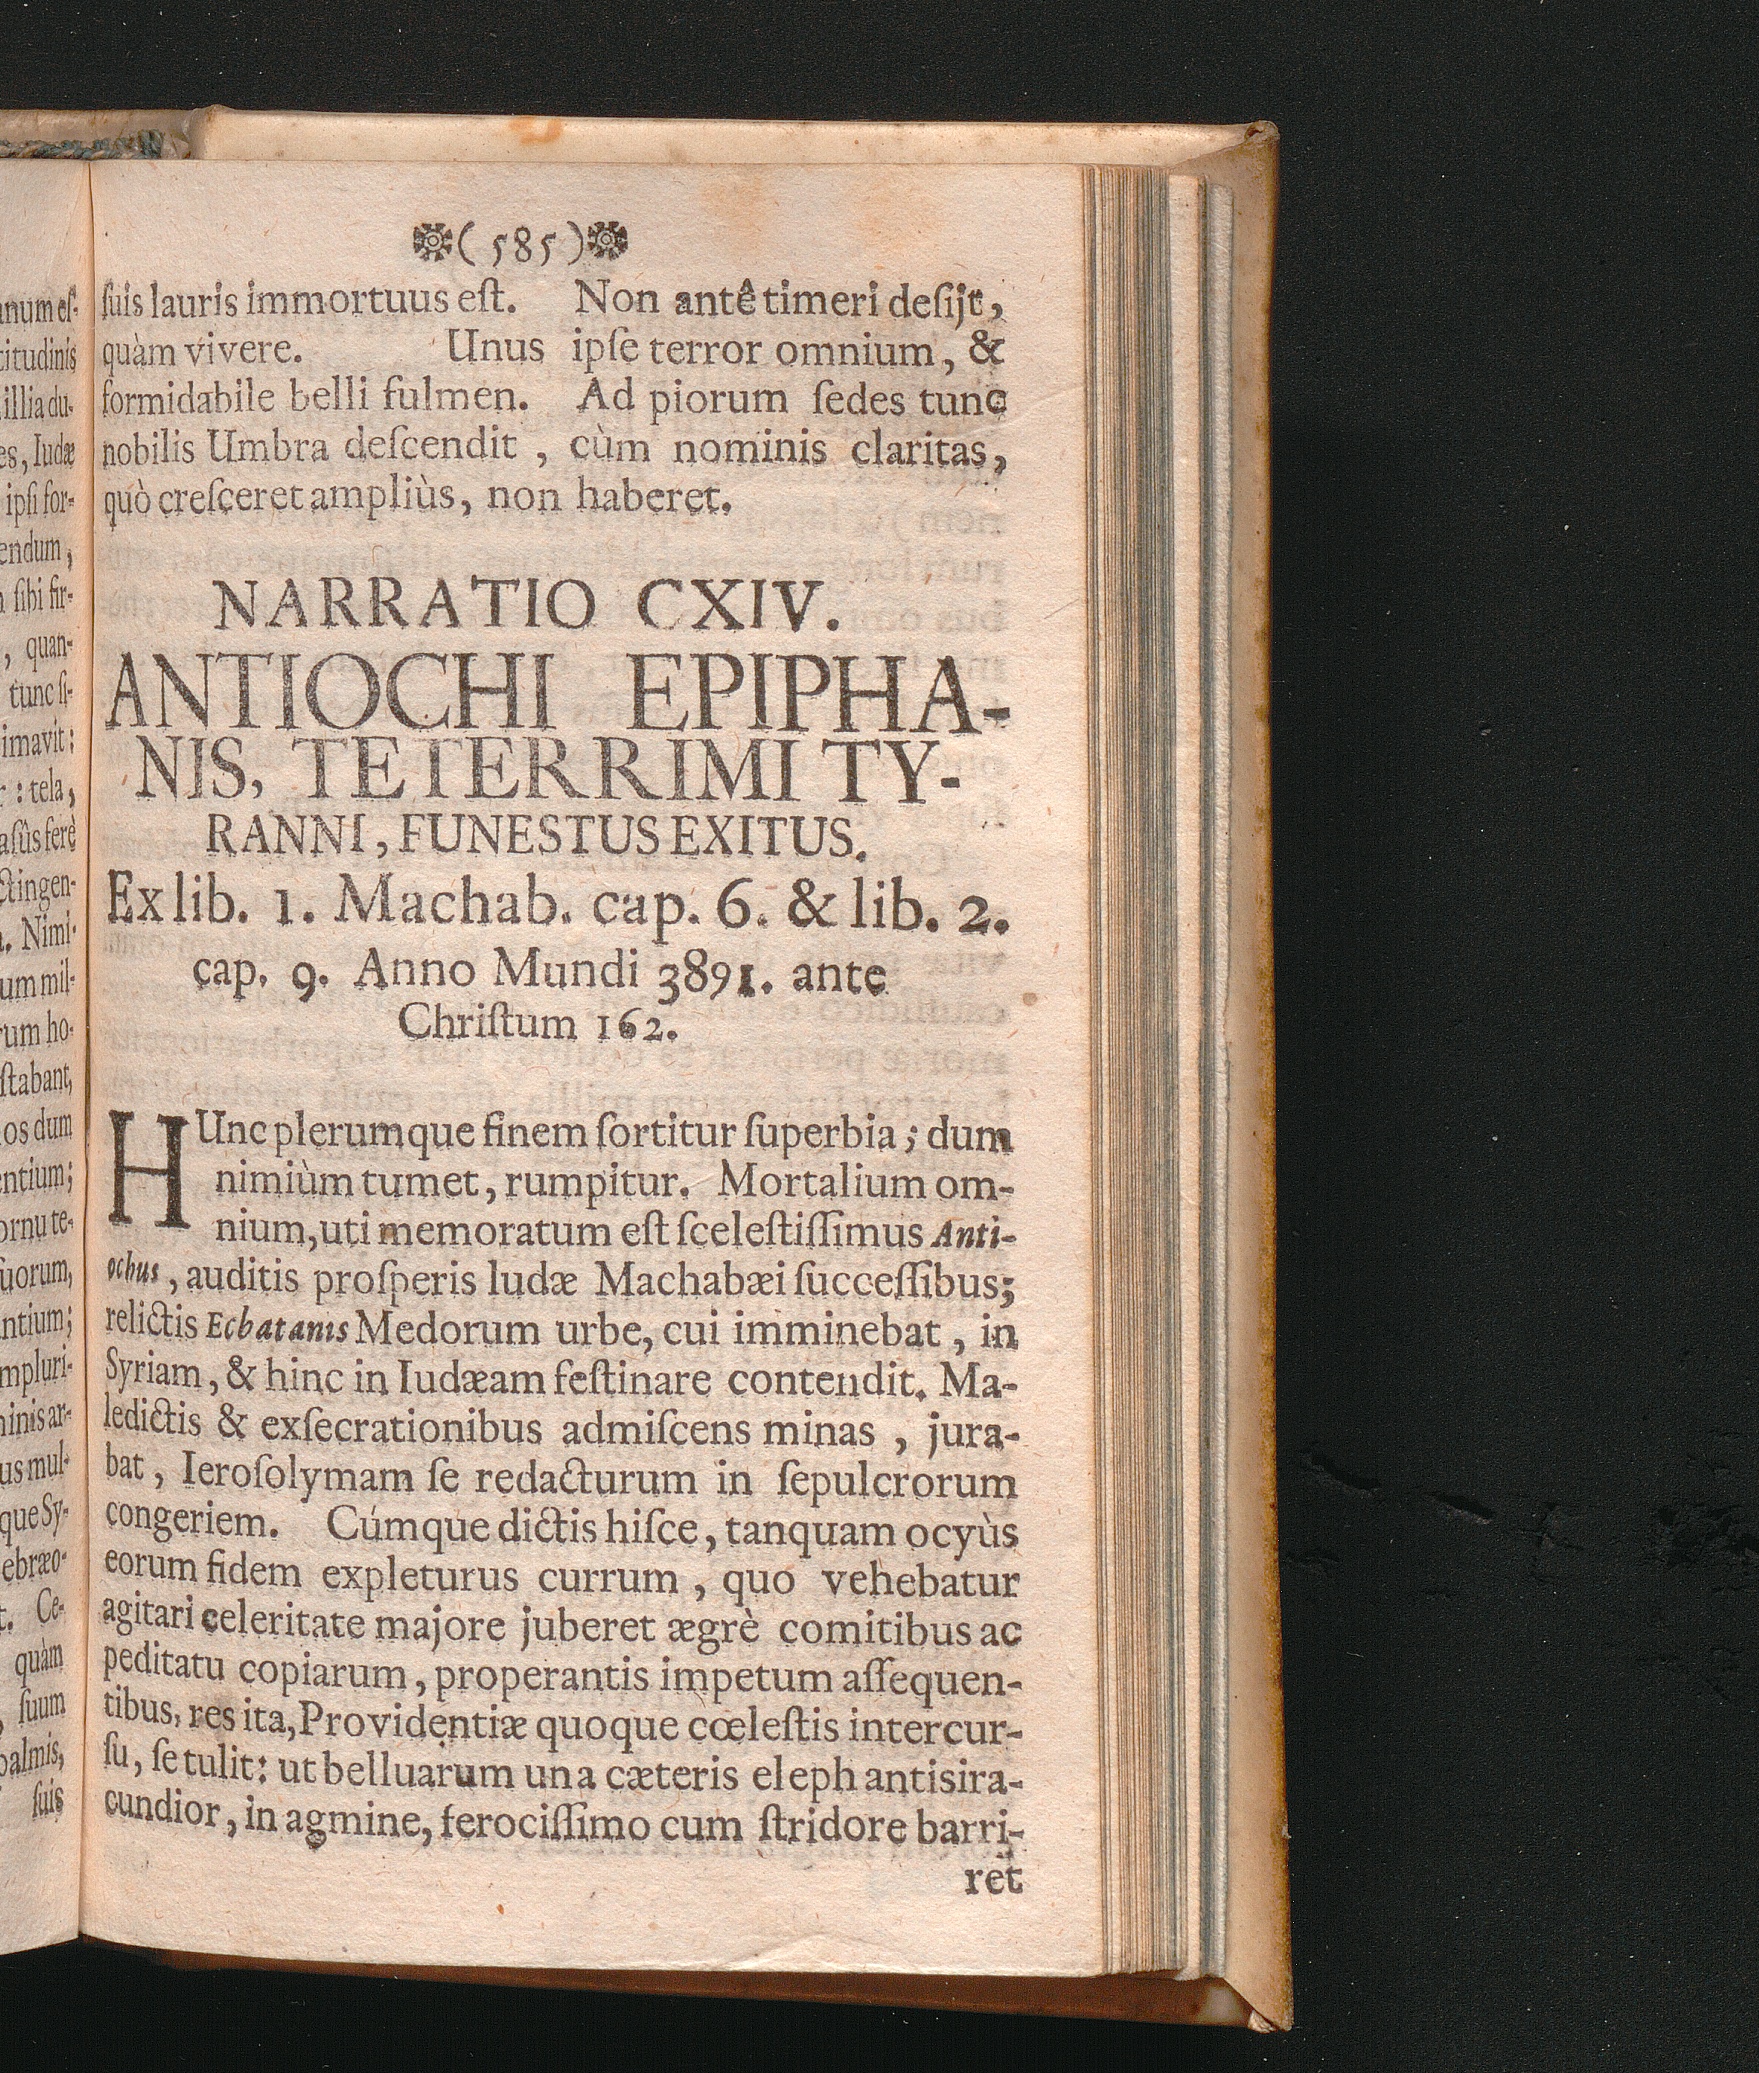 (585)
ſuis lauris immortuus eſt. Non antê timeri deſijt,
quàm vivere. Unus ipſe terror omnium, &
formidabile belli fulmen. Ad piorum ſedes tunc
nobilis Umbra deſcendit, cùm nominis claritas,
quò creſceret ampliùs, non haberet.
NARRATIO CXIV.
ANTIOCHI EPIPHA-
NIS, TETERRIMI TY-
RANNI, FUNESTUS EXITUS.
Ex lib. 1. Machab. cap. 6. & lib. 2.
cap. 9. Anno Mundi 3891. ante
Chriſtum 162.
HUnc plerumque finem ſortitur ſuperbia; dum
nimiùm tumet, rumpitur. Mortalium om-
nium, uti memoratum eſt ſceleſtiſſimus Anti-
ochus, auditis proſperis Iudæ Machabæi ſucceſſibus;
relictis Ecbatanis Medorum urbe, cui imminebat, in
Syriam, & hinc in Iudæam feſtinare contendit. Ma-
ledictis & exſecrationibus admiſcens minas, jura-
bat, Ieroſolymam ſe redacturum in ſepulcrorum
congeriem. Cúmque dictis hiſce, tanquam ocyùs
eorum fidem expleturus currum, quo vehebatur
agitari celeritate majore juberet ægrè comitibus ac
peditatu copiarum, properantis impetum aſſequen-
tibus, res ita, Providentiæ quoque cœleſtis intercur-
ſu, ſe tulit: ut belluarum una cæteris elephantis ira-
cundior, in agmine, ferociſſimo cum ſtridore barri-
ret